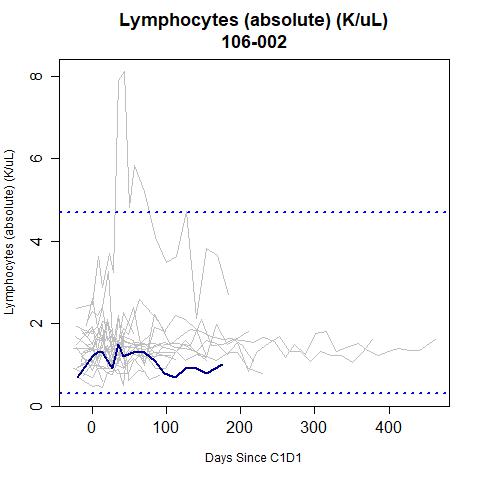 Lymphocytes (absolute) (K/uL)
106-002
Lymphocytes (absolute) (K/uL)
8
6
4
2
0
0 100 200 300 400
Days Since C1D1